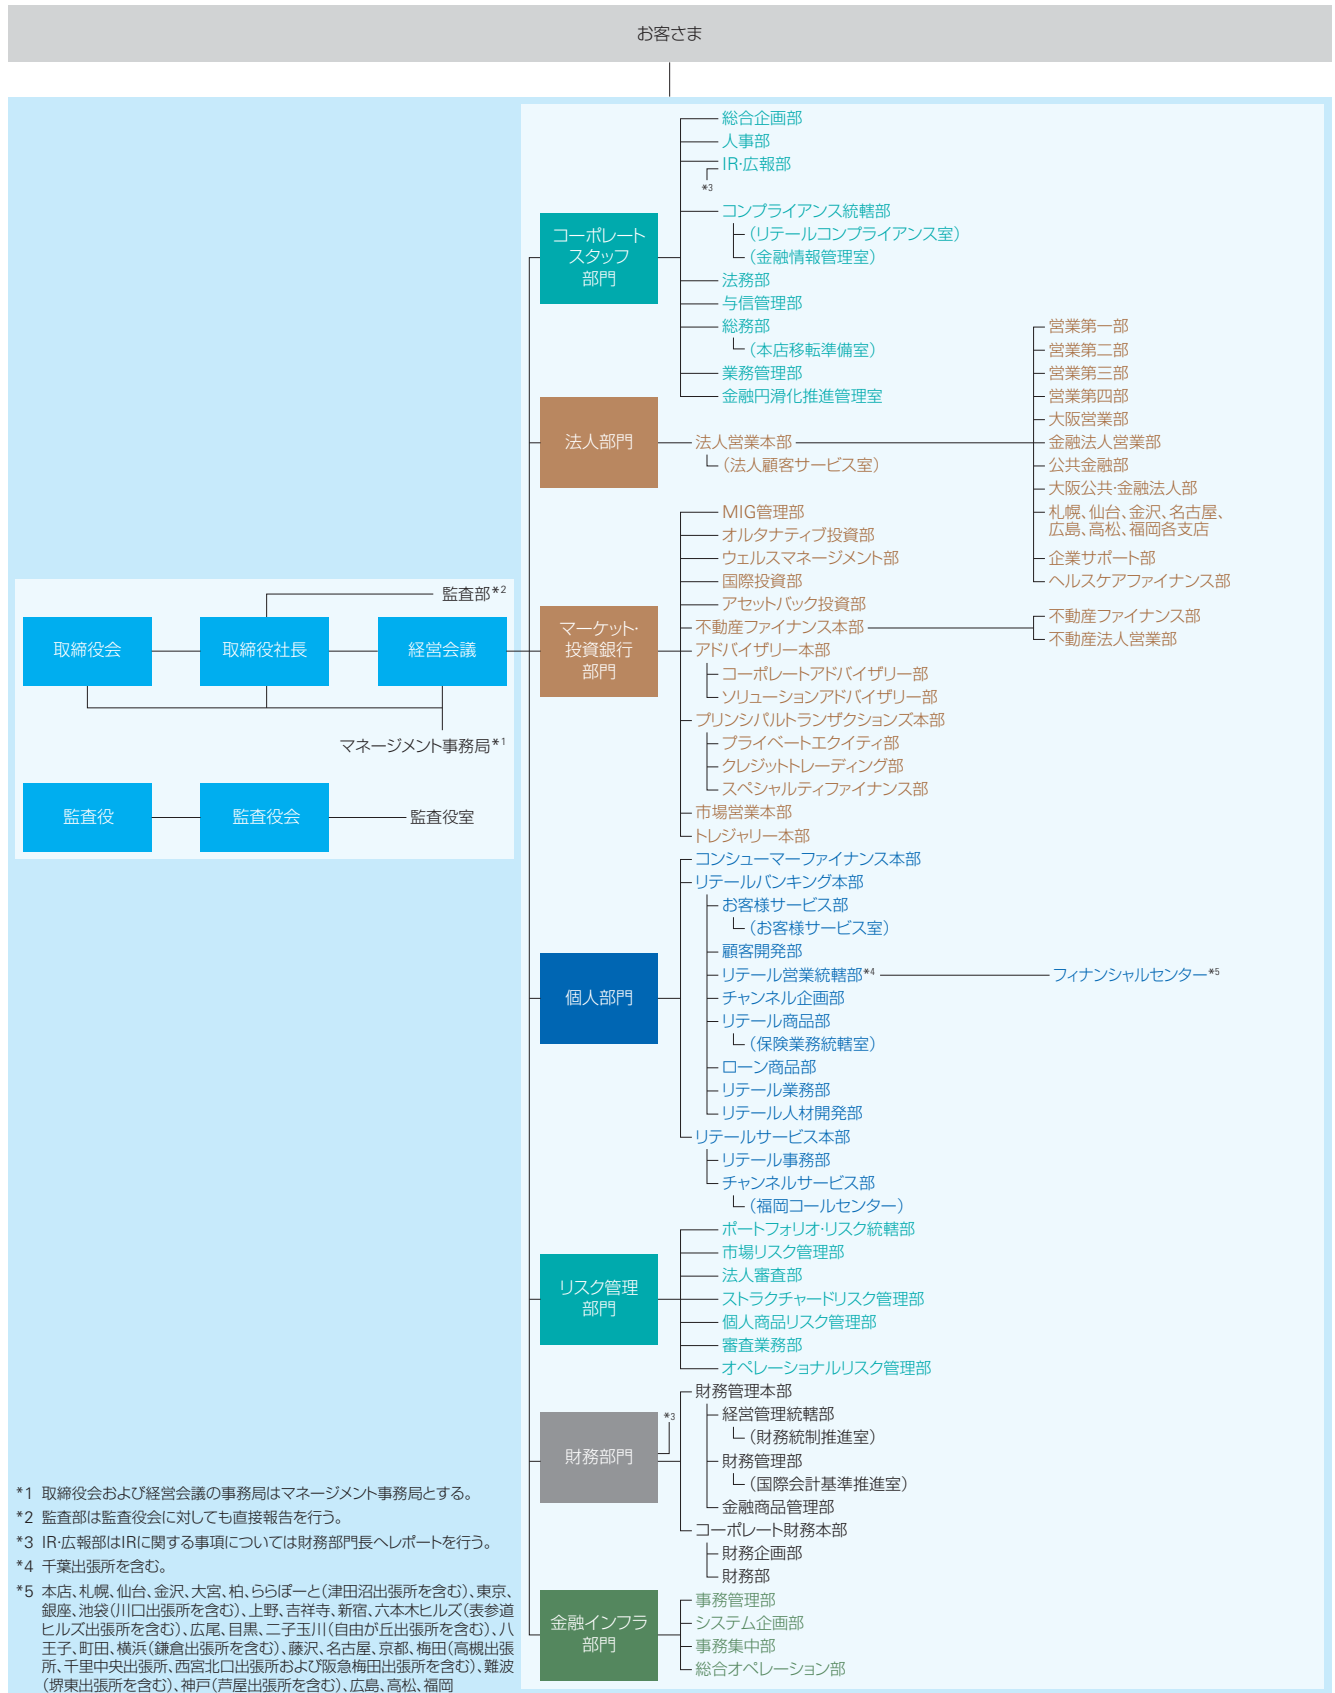 お客さま
総合企画部
人事部
IR・広報部
*3
コンプライアンス統轄部
(リテールコンプライアンス室)
(金融情報管理室)
コーポレート
スタッフ
部門
法務部
与信管理部
総務部
(本店移転準備室)
業務管理部
金融円滑化推進管理室
法人部門
法人営業本部
(法人顧客サービス室)
営業第一部
営業第二部
営業第三部
営業第四部
大阪営業部
金融法人営業部
公共金融部
大阪公共・金融法人部
札幌、仙台、金沢、名古屋、
広島、高松、福岡各支店
企業サポート部
ヘルスケアファイナンス部
監査部*2
取締役会
取締役社長
経営会議
マネージメント事務局*1
監査役
監査役会
監査役室
マーケット・
投資銀行
部門
MIG管理部
オルタナティブ投資部
ウェルスマネージメント部
国際投資部
アセットバック投資部
不動産ファイナンス本部
不動産ファイナンス部
不動産法人営業部
アドバイザリー本部
コーポレートアドバイザリー部
ソリューションアドバイザリー部
プリンシパルトランザクションズ本部
プライベートエクイティ部
クレジットトレーディング部
スペシャルティファイナンス部
市場営業本部
トレジャリー本部
個人部門
コンシューマーファイナンス本部
リテールバンキング本部
お客様サービス部
(お客様サービス室)
顧客開発部
リテール営業統轄部*4
フィナンシャルセンター*5
チャンネル企画部
リテール商品部
(保険業務統轄室)
ローン商品部
リテール業務部
リテール人材開発部
リテールサービス本部
リテール事務部
チャンネルサービス部
(福岡コールセンター)
リスク管理
部門
ポートフォリオ・リスク統轄部
市場リスク管理部
法人審査部
ストラクチャードリスク管理部
個人商品リスク管理部
審査業務部
オペレーショナルリスク管理部
財務部門
*3
財務管理本部
経営管理統轄部
(財務統制推進室)
財務管理部
(国際会計基準推進室)
金融商品管理部
コーポレート財務本部
財務企画部
財務部
金融インフラ
部門
事務管理部
システム企画部
事務集中部
総合オペレーション部
*1 取締役会および経営会議の事務局はマネージメント事務局とする。
*2 監査部は監査役会に対しても直接報告を行う。
*3 IR・広報部はIRに関する事項については財務部門長へレポートを行う。
*4 千葉出張所を含む。
*5 本店、札幌、仙台、金沢、大宮、柏、ららぽーと(津田沼出張所を含む)、東京、
銀座、池袋(川口出張所を含む)、上野、吉祥寺、新宿、六本木ヒルズ(表参道
ヒルズ出張所を含む)、広尾、目黒、二子玉川(自由が丘出張所を含む)、八
王子、町田、横浜(鎌倉出張所を含む)、藤沢、名古屋、京都、梅田(高槻出張
所、千里中央出張所、西宮北口出張所および阪急梅田出張所を含む)、難波
(堺東出張所を含む)、神戸(芦屋出張所を含む)、広島、高松、福岡